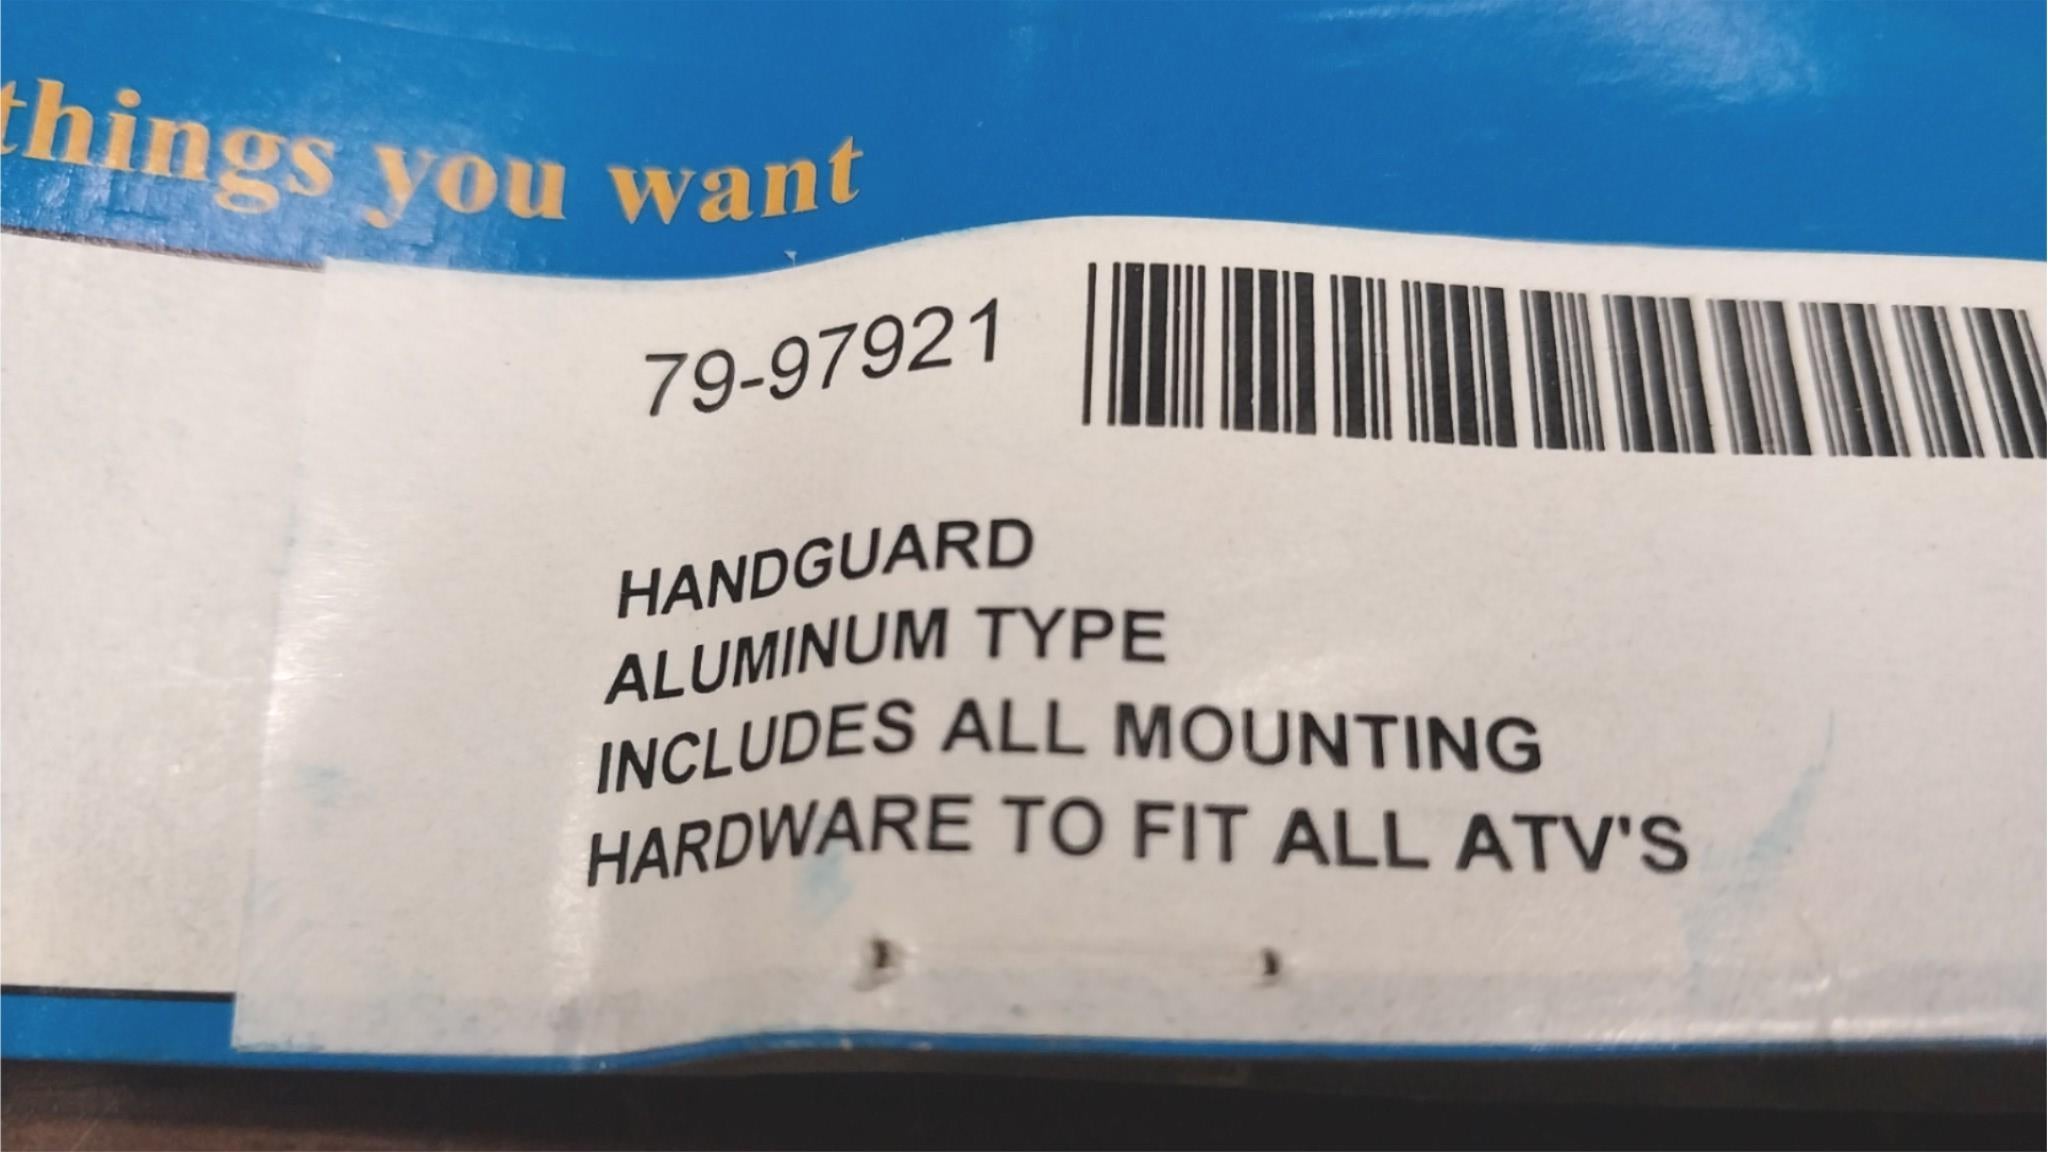 things you want
79-97921
HANDGUARD
ALUMINUM TYPE
INCLUDES ALL MOUNTING
HARDWARE TO FIT ALL ATV'S